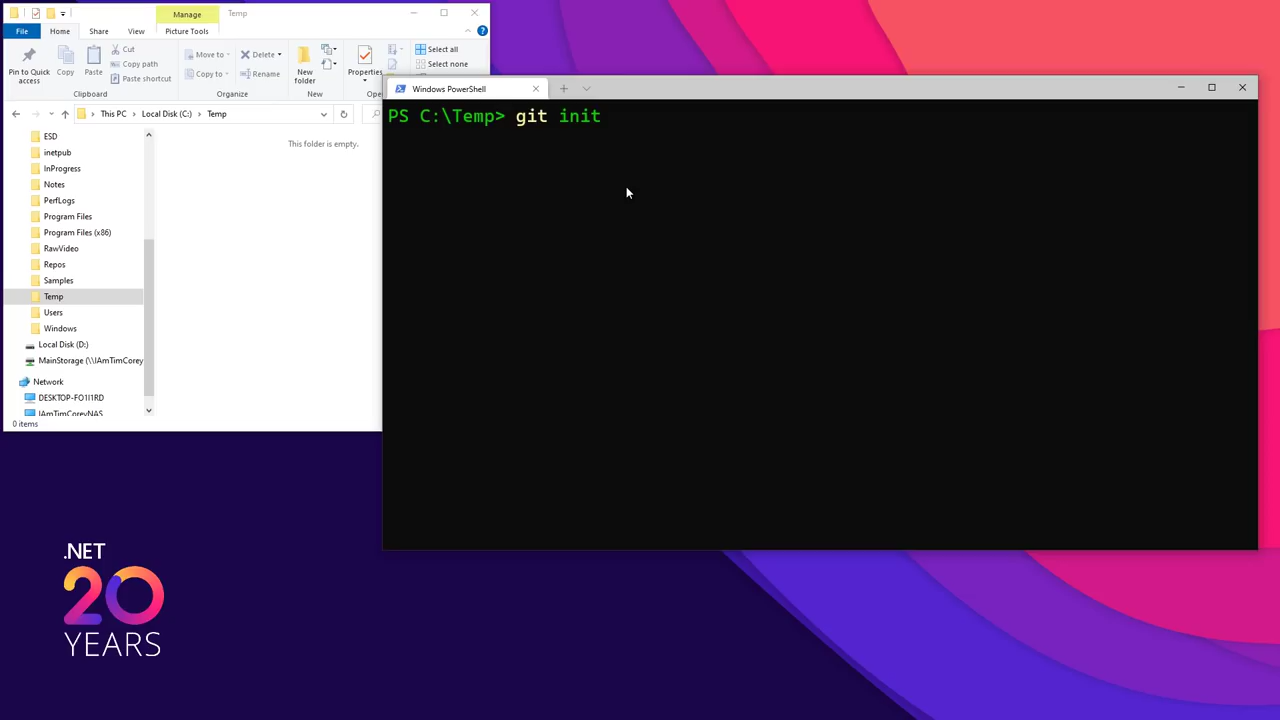 Manage
Temp
File
Home
Share
View
Picture Tools
Pin to Quick
access
Copy
Paste
Cut
Copy path
Paste shortcut
Clipboard
Move to
Copy to
Delete
Rename
Organize
New
folder
New
Properties
Ope
Select all
Select none
This PC
Local Disk (C:)
Temp
ESD
inetpub
InProgress
Notes
PerfLogs
Program Files
Program Files (x86)
RawVideo
Repos
Samples
Temp
Users
Windows
Local Disk (D:)
MainStorage (\\IAmTimCorey
Network
DESKTOP-FO1I1RD
IAmTimCoreyNAS
This folder is empty.
0 items
Windows PowerShell
PS C:\Temp> git init
.NET
20
YEARS